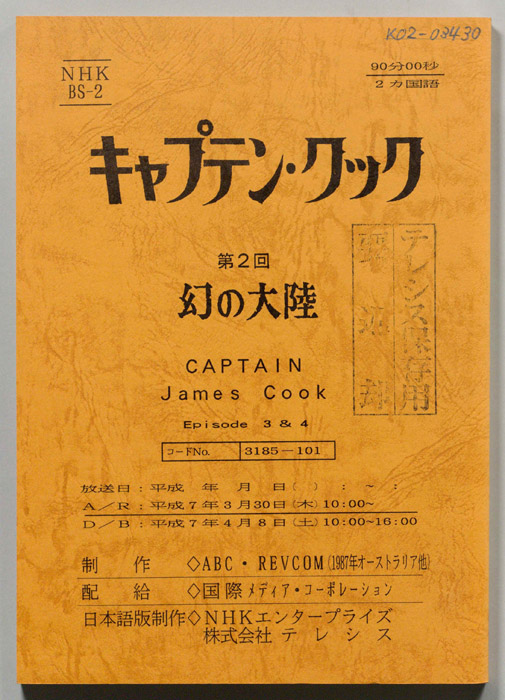 K02-03430
NHK
BS-2
90分00秒
2カ国語
キャプテン・クック
第2回
幻の大陸
テレシス保存用
要返却
CAPTAIN
James Cook
Episode 3 & 4
コードNo. 3185-101
放送日:平成 年 月 日( ) : ~ :
A/R:平成7年3月30日(木)10:00~
D/B:平成7年4月8日(土)10:00~16:00
制作◇ABC・REVCOM(1987年オーストラリア他)
配給◇国際メディア・コーポレーション
日本語版制作◇NHKエンタープライズ
株式会社テレシス